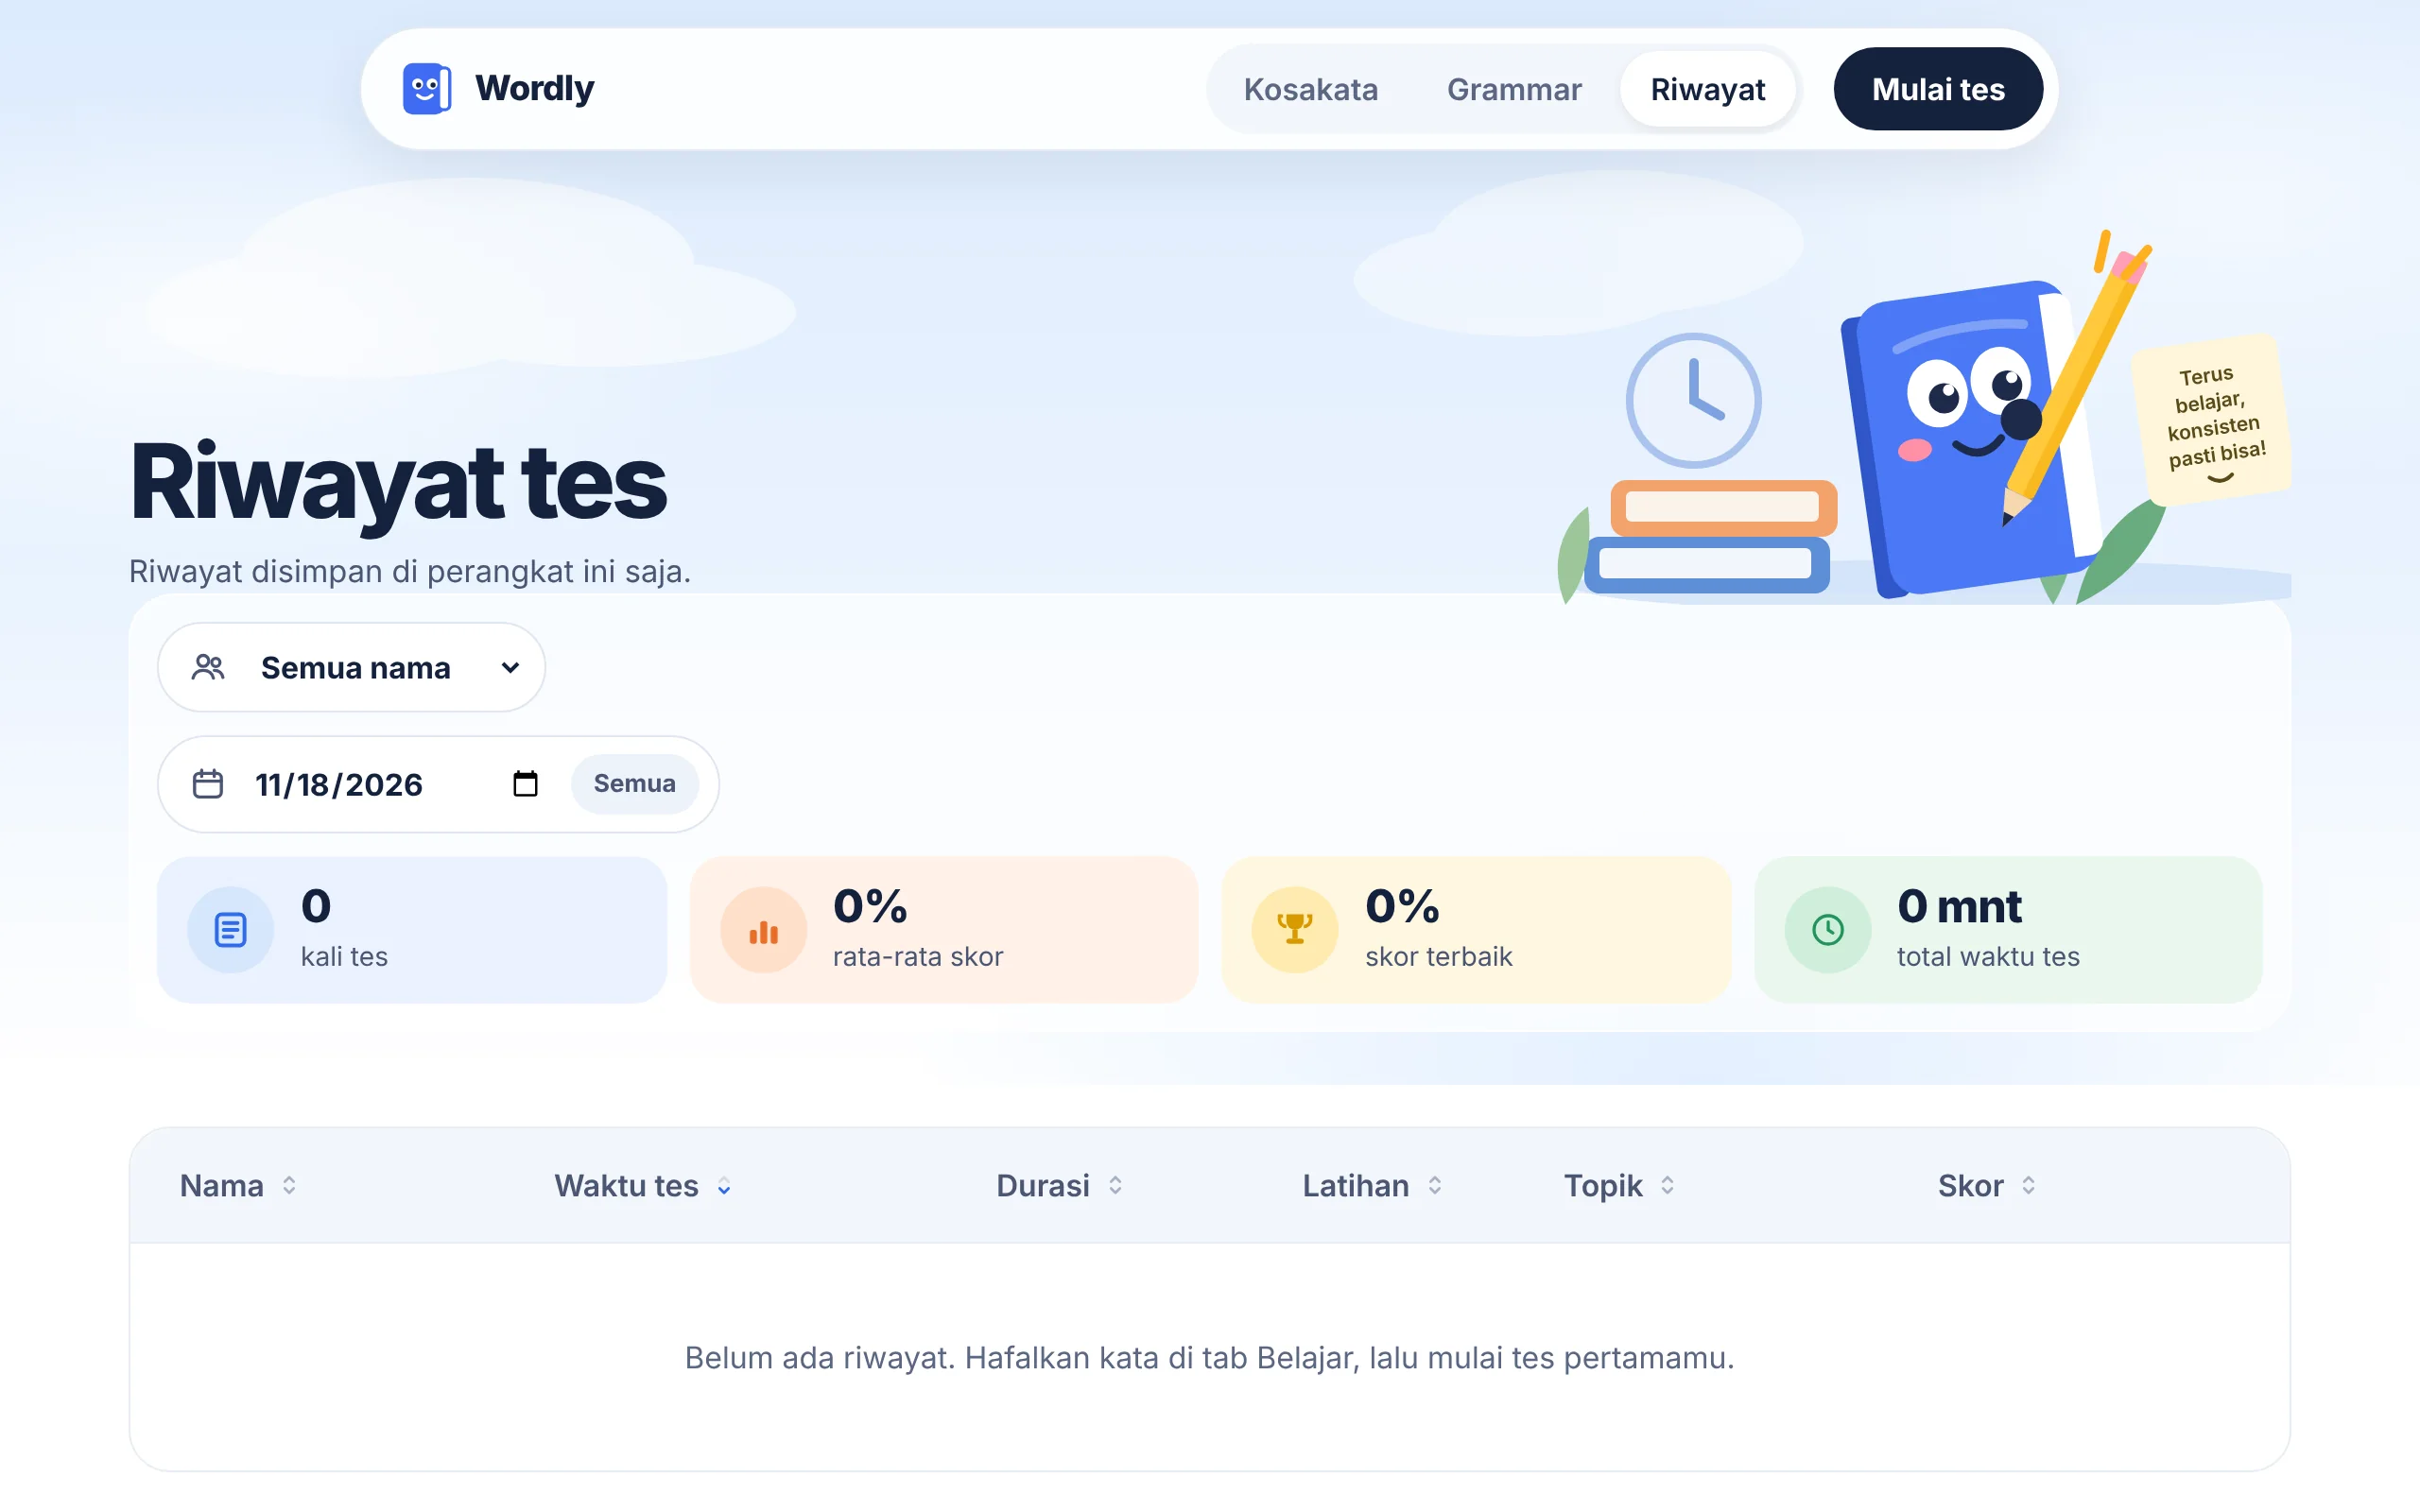 Wordly
Kosakata
Grammar
Riwayat
Mulai tes
Terus
belajar,
konsisten
pasti bisa!
Riwayat tes
Riwayat disimpan di perangkat ini saja.
Semua nama
11/18/2026
Semua
0
kali tes
0%
rata-rata skor
0%
skor terbaik
0 mnt
total waktu tes
Nama
Waktu tes
Durasi
Latihan
Topik
Skor
Belum ada riwayat. Hafalkan kata di tab Belajar, lalu mulai tes pertamamu.